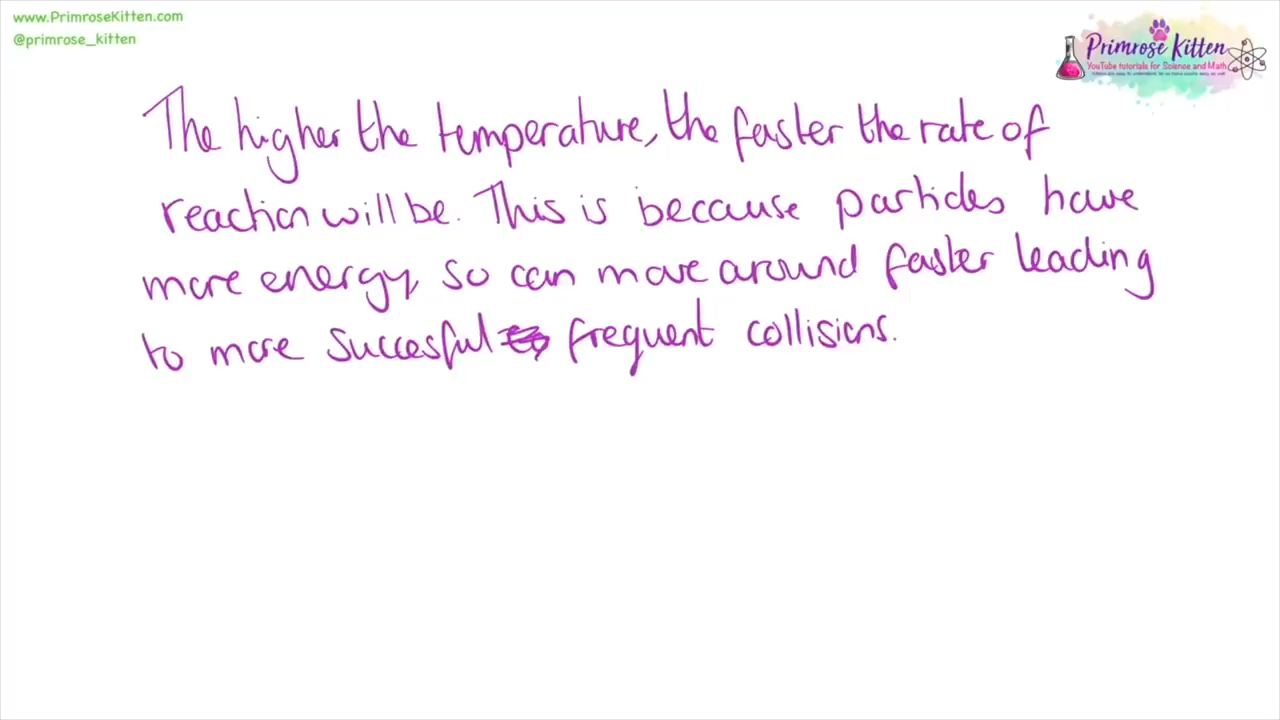 www.PrimroseKitten.com
@primrose_kitten
Primrose Kitten
YouTube tutorials for Science and Math
The higher the temperature, the faster the rate of
reaction will be. This is because particles have
more energy, so can move around faster leading
to more succesful frequent collisions.